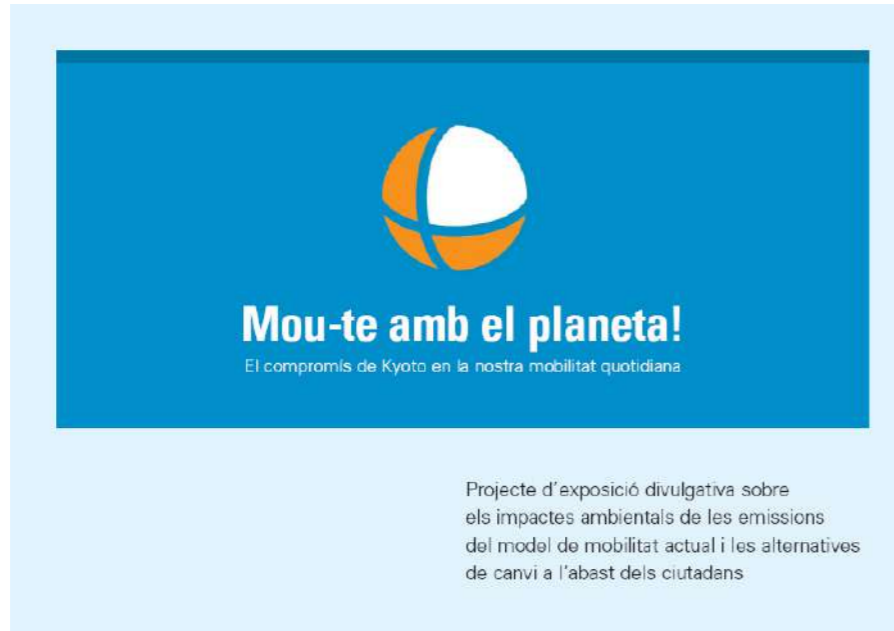 Mou-te amb el planeta!
El compromís de Kyoto en la nostra mobilitat quotidiana
Projecte d'exposició divulgativa sobre
els impactes ambientals de les emissions
del model de mobilitat actual i les alternatives
de canvi a l'abast dels ciutadans